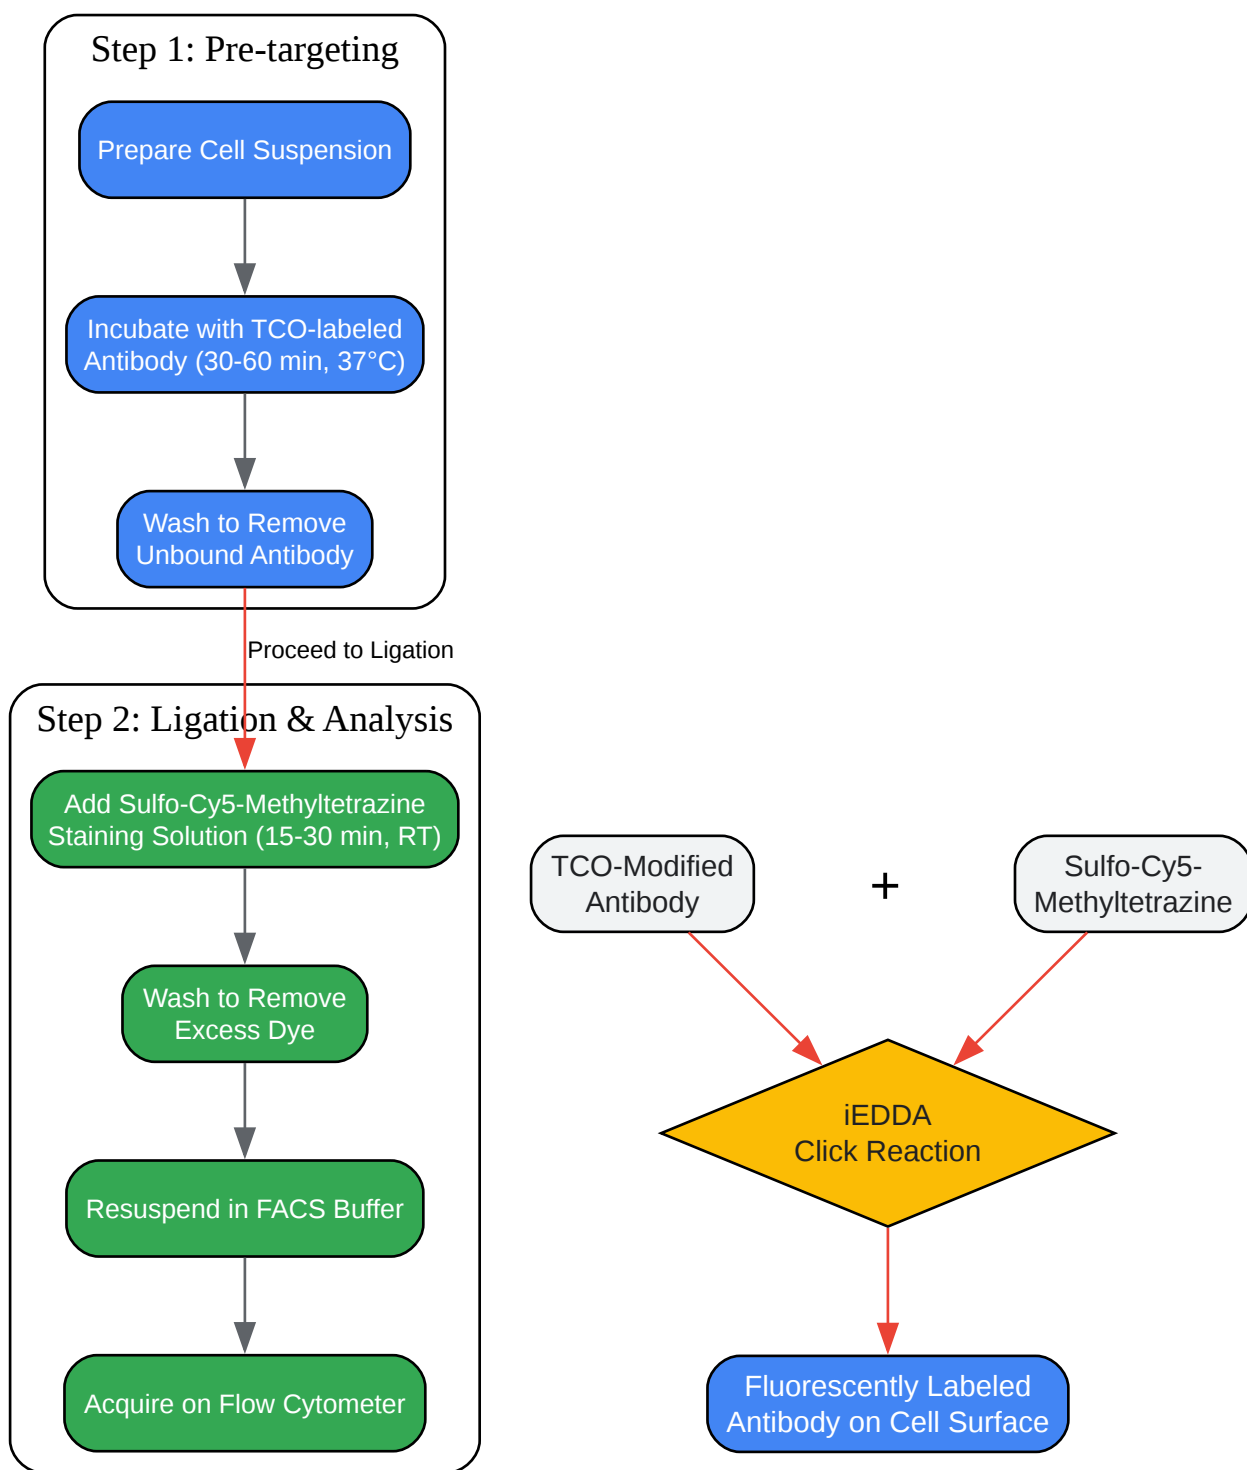 Step 1: Pre-targeting
Prepare Cell Suspension
Incubate with TCO-labeled
Antibody (30-60 min, 37°C)
Wash to Remove
Unbound Antibody
Proceed to Ligation
Step 2: Ligation & Analysis
Add Sulfo-Cy5-Methyltetrazine
Staining Solution (15-30 min, RT)
Wash to Remove
Excess Dye
Resuspend in FACS Buffer
Acquire on Flow Cytometer
TCO-Modified
Antibody
+
Sulfo-Cy5-
Methyltetrazine
iEDDA
Click Reaction
Fluorescently Labeled
Antibody on Cell Surface